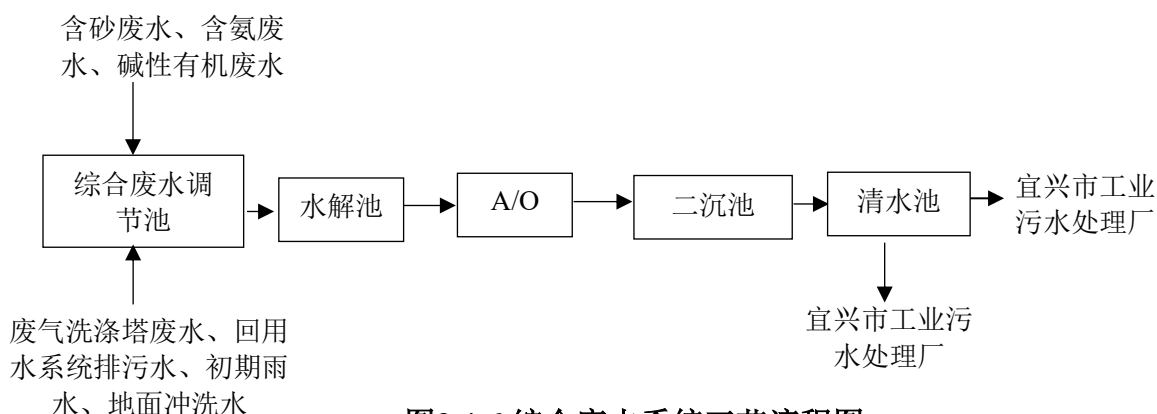 含砂废水、含氨废
水、碱性有机废水
综合废水调
节池
水解池
A/O
二沉池
清水池
宜兴市工业
污水处理厂
宜兴市工业污
水处理厂
废气洗涤塔废水、回用
水系统排污水、初期雨
水、地面冲洗水
综合废水系统工艺流程图